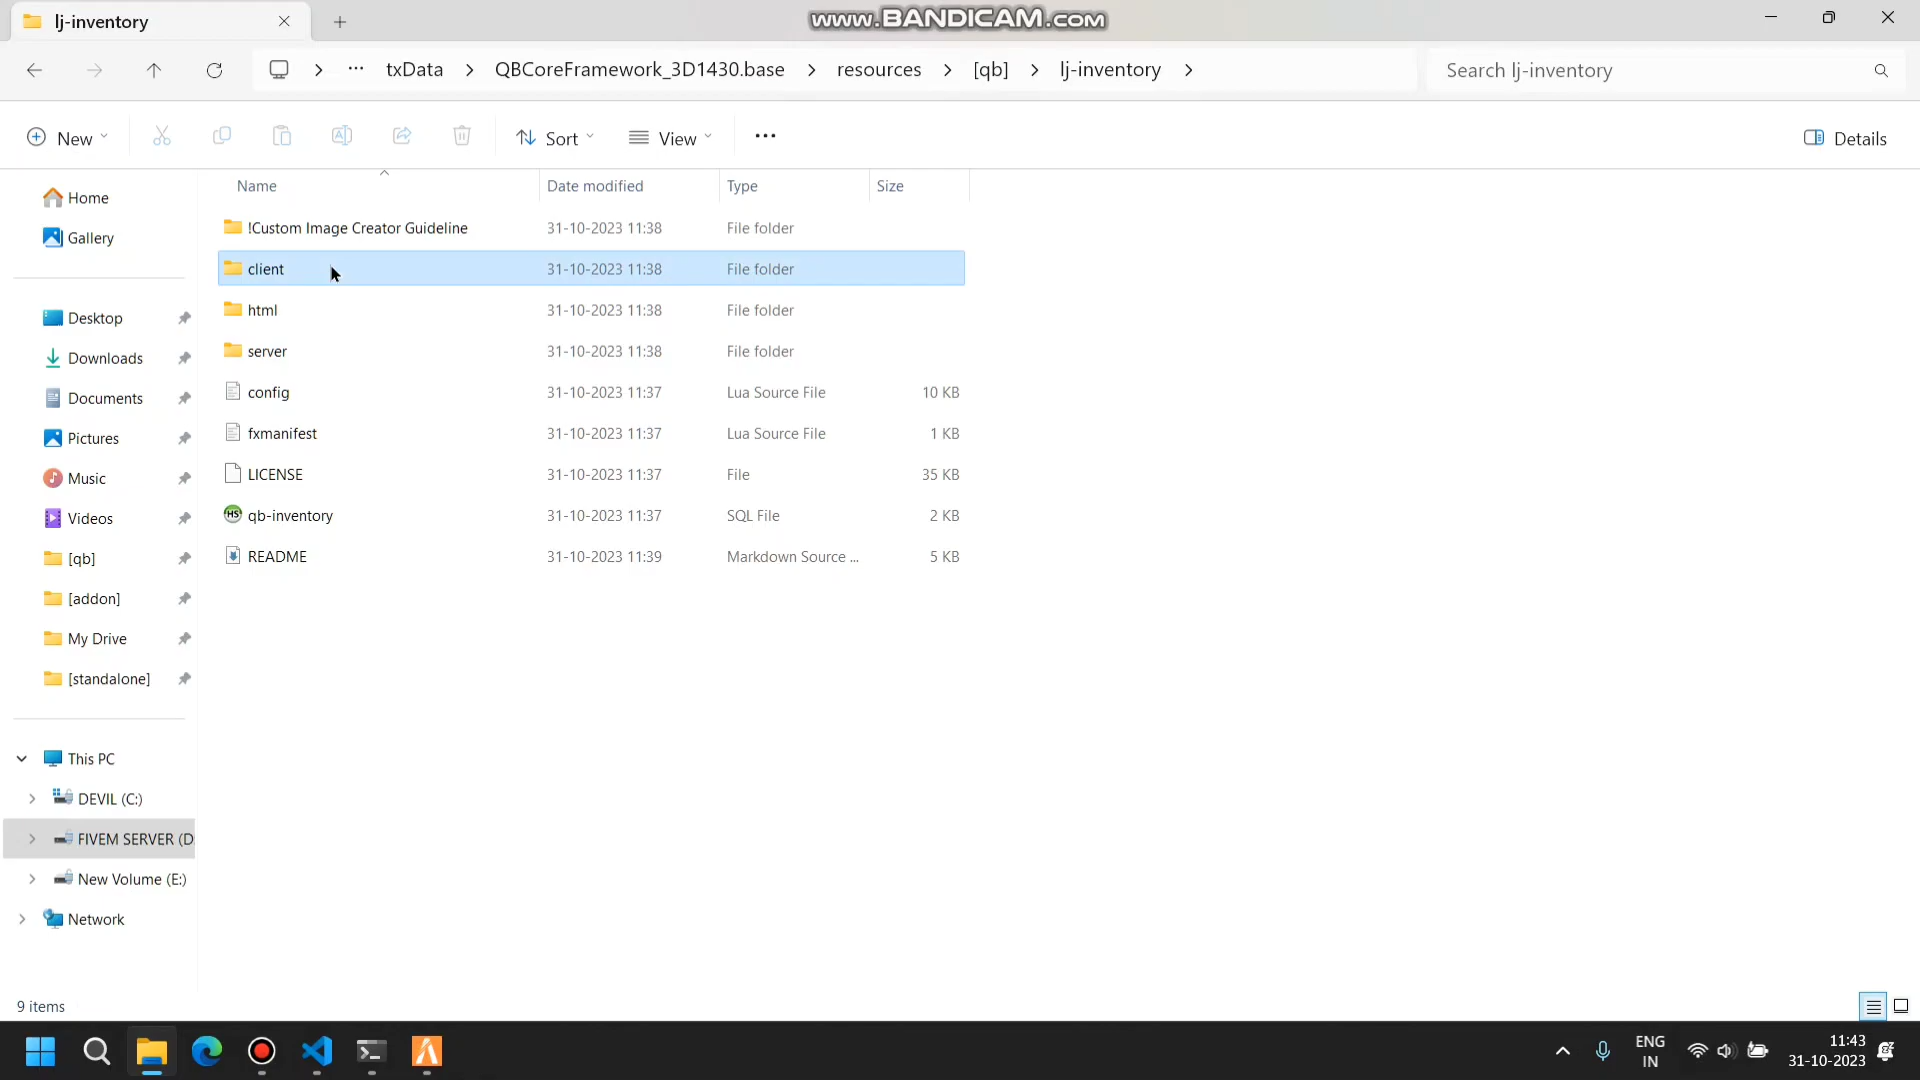 lj-inventory
www.BANDICAM.com
txData
QBCoreFramework_3D1430.base
resources
[qb]
lj-inventory
Search lj-inventory
New
Sort
View
Details
Name
Date modified
Type
Size
Home
Gallery
Desktop
Downloads
Documents
Pictures
Music
Videos
[qb]
[addon]
My Drive
[standalone]
This PC
DEVIL (C:)
FIVEM SERVER (D
New Volume (E:)
Network
!Custom Image Creator Guideline 31-10-2023 11:38 File folder
client 31-10-2023 11:38 File folder
html 31-10-2023 11:38 File folder
server 31-10-2023 11:38 File folder
config 31-10-2023 11:37 Lua Source File 10 KB
fxmanifest 31-10-2023 11:37 Lua Source File 1 KB
LICENSE 31-10-2023 11:37 File 35 KB
HS qb-inventory 31-10-2023 11:37 SQL File 2 KB
README 31-10-2023 11:39 Markdown Source ... 5 KB
9 items
ENG
IN
11:43
31-10-2023